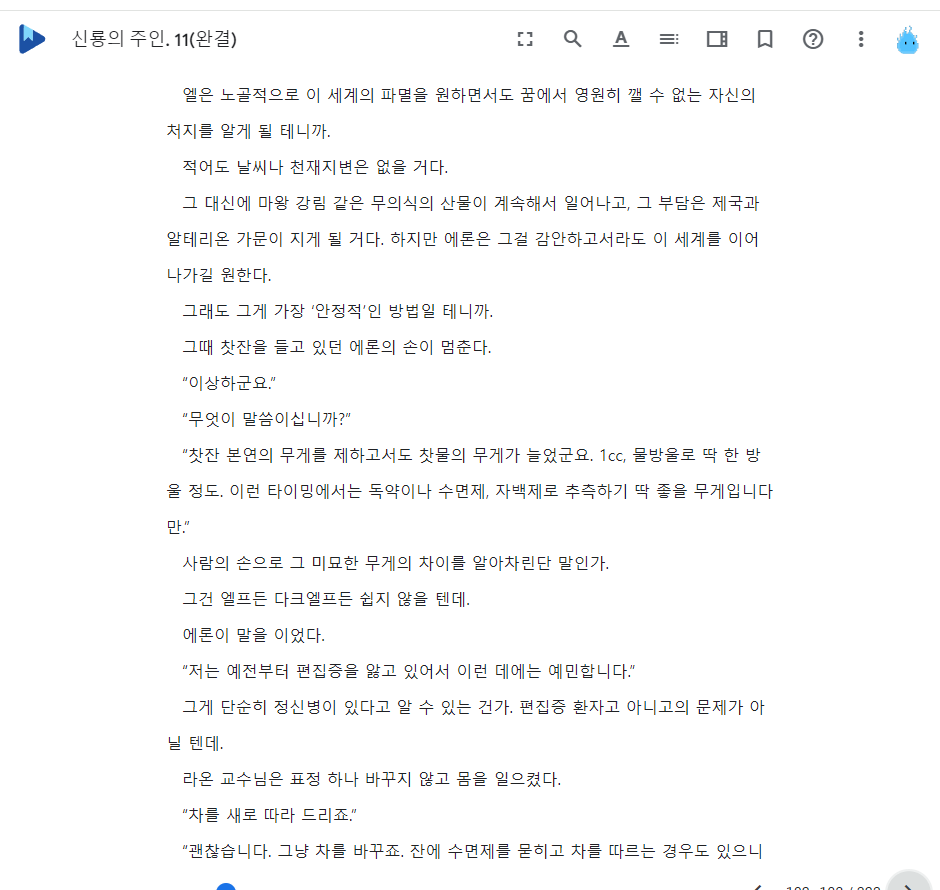 신룡의 주인. 11(완결)
엘은 노골적으로 이 세계의 파멸을 원하면서도 꿈에서 영원히 깰 수 없는 자신의
처지를 알게 될 테니까.
적어도 날씨나 천재지변은 없을 거다.
그 대신에 마왕 강림 같은 무의식의 산물이 계속해서 일어나고, 그 부담은 제국과
알테리온 가문이 지게 될 거다. 하지만 에론은 그걸 감안하고서라도 이 세계를 이어
나가길 원한다.
그래도 그게 가장 ‘안정적’인 방법일 테니까.
그때 찻잔을 들고 있던 에론의 손이 멈춘다.
“이상하군요.”
“무엇이 말씀이십니까?”
“찻잔 본연의 무게를 제하고서도 찻물의 무게가 늘었군요. 1cc, 물방울로 딱 한 방
울 정도. 이런 타이밍에서는 독약이나 수면제, 자백제로 추측하기 딱 좋을 무게입니다
만.”
사람의 손으로 그 미묘한 무게의 차이를 알아차린단 말인가.
그건 엘프든 다크엘프든 쉽지 않을 텐데.
에론이 말을 이었다.
“저는 예전부터 편집증을 앓고 있어서 이런 데에는 예민합니다.”
그게 단순히 정신병이 있다고 알 수 있는 건가. 편집증 환자고 아니고의 문제가 아
닐 텐데.
라온 교수님은 표정 하나 바꾸지 않고 몸을 일으켰다.
“차를 새로 따라 드리죠.”
“괜찮습니다. 그냥 차를 바꾸죠. 잔에 수면제를 묻히고 차를 따르는 경우도 있으니